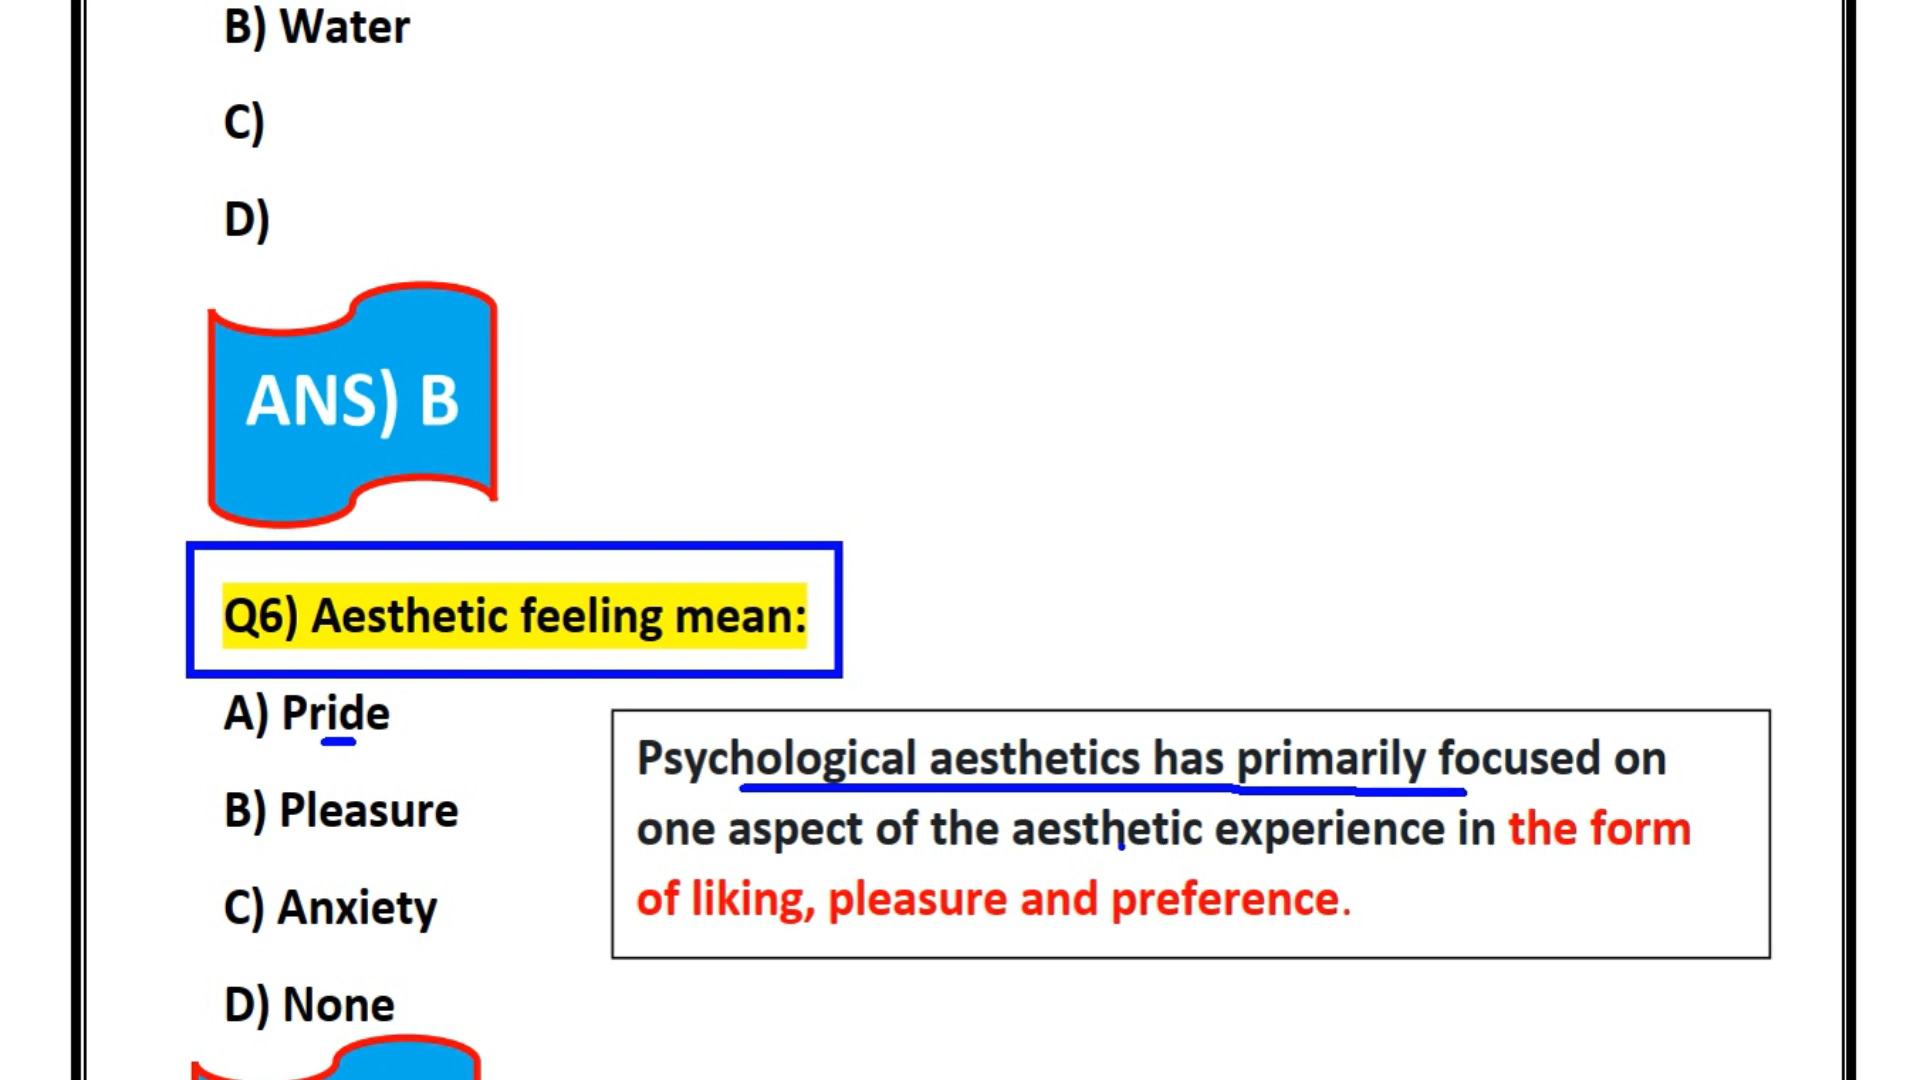 B) Water
C)
D)
ANS) B
Q6) Aesthetic feeling mean:
A) Pride
B) Pleasure
C) Anxiety
D) None
Psychological aesthetics has primarily focused on
one aspect of the aesthetic experience in the form
of liking, pleasure and preference.